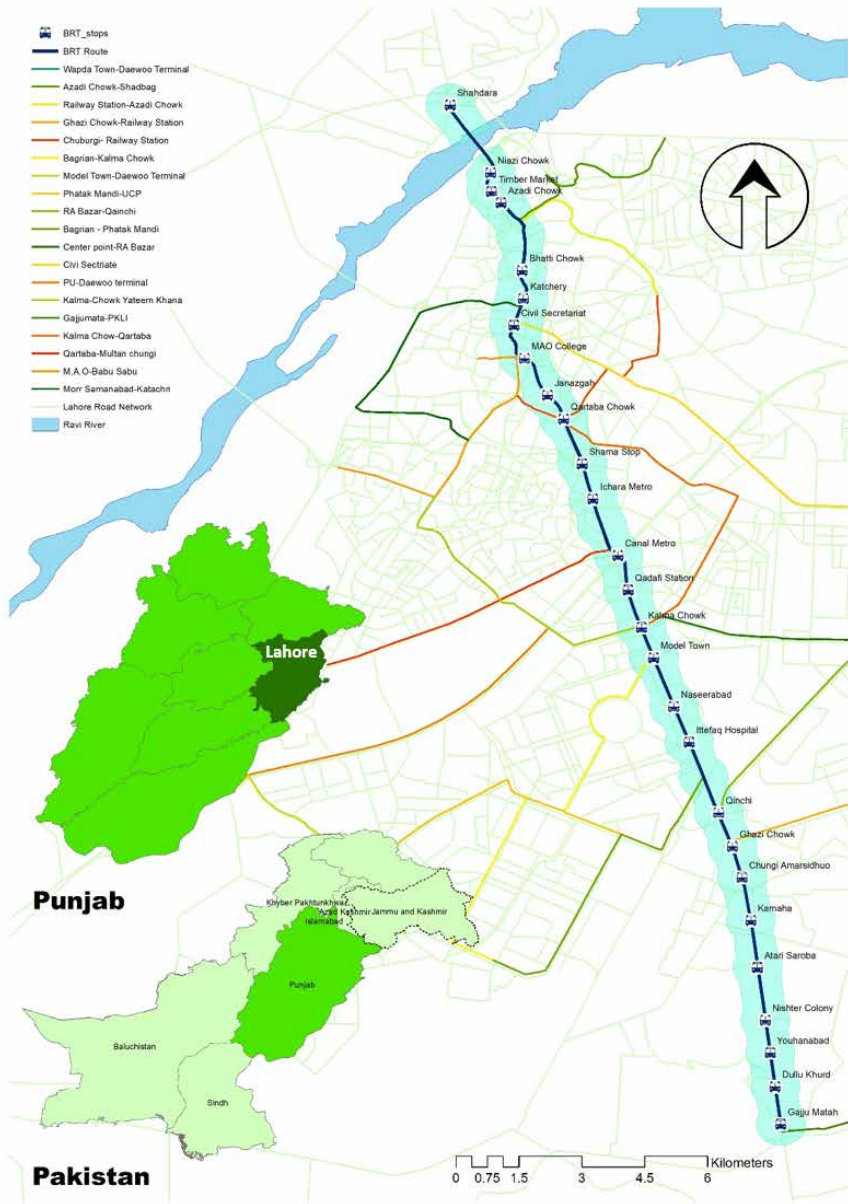 BRT_stops
BRT Route
Wapda Town-Daewoo Terminal
Azadi Chowk-Shadbag
Railway Station-Azadi Chowk
Ghazi Chowk-Railway Station
Chuburgi- Railway Station
Bagrian-Kalma Chowk
Model Town-Daewoo Terminal
Phatak Mandi-UCP
RA Bazar-Qainchi
Bagrian - Phatak Mandi
Center point-RA Bazar
Civi Sectriate
PU-Daewoo terminal
Kalma-Chowk Yateem Khana
Gajjumata-PKLI
Kalma Chow-Qartaba
Qartaba-Multan chungi
M.A.O-Babu Sabu
Morr Samanabad-Katachri
Lahore Road Network
Ravi River
Shahdara
Niazi Chowk
Timber Market
Azadi Chowk
Bhatti Chowk
Katchery
Civil Secretariat
MAO College
Janazgah
Qartaba Chowk
Shama Stop
Ichara Metro
Canal Metro
Qadafi Station
Kalma Chowk
Model Town
Naseerabad
Ittefaq Hospital
Qinchi
Ghazi Chowk
Chungi Amarsidhuo
Kamaha
Atari Saroba
Nishter Colony
Youhanabad
Dullu Khurd
Gajju Matah
Lahore
Punjab
Khyber Pakhtunkhwa
Azad Kashmir
Jammu and Kashmir
Islamabad
Punjab
Baluchistan
Sindh
Pakistan
Kilometers
0 0.75 1.5 3 4.5 6